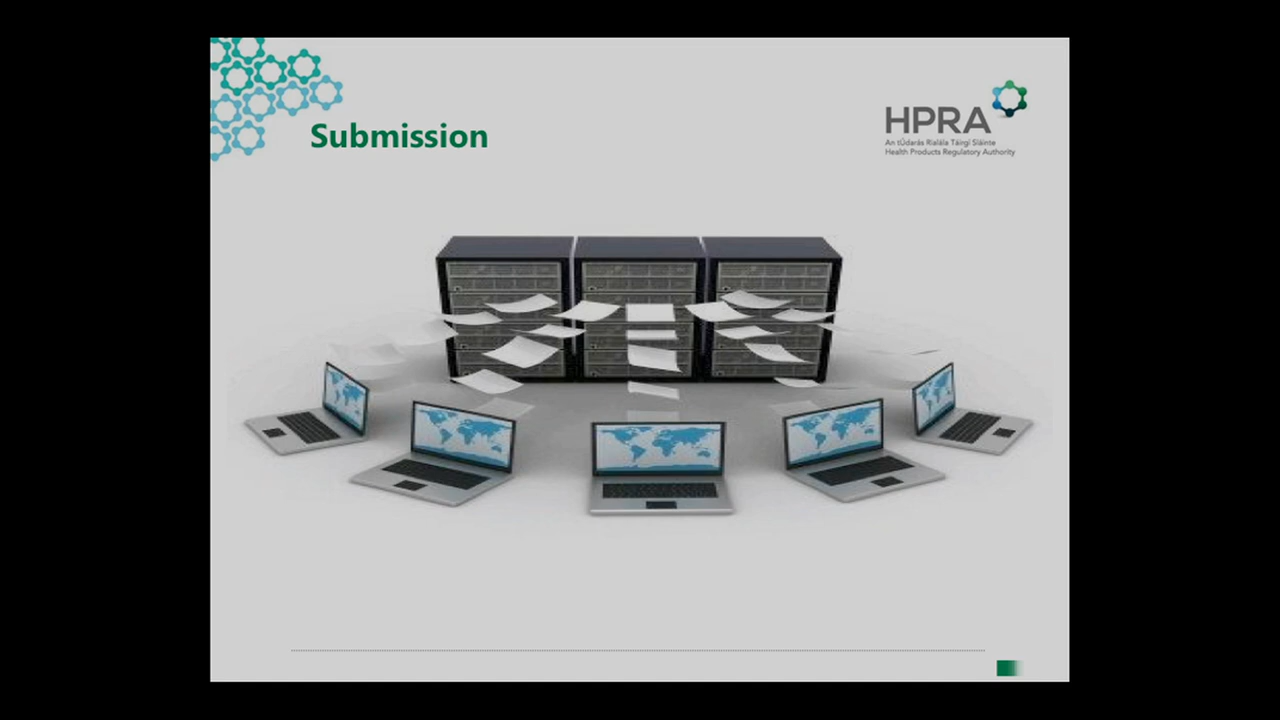 Submission
HPRA
An tÚdarás Rialála Táirgí Sláinte
Health Products Regulatory Authority